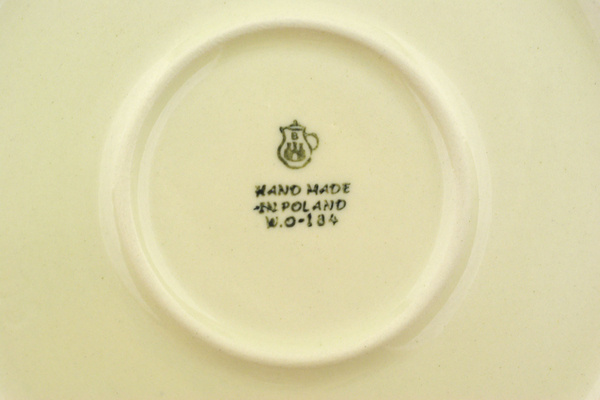 B
HAND MADE
IN POLAND
W.O-184